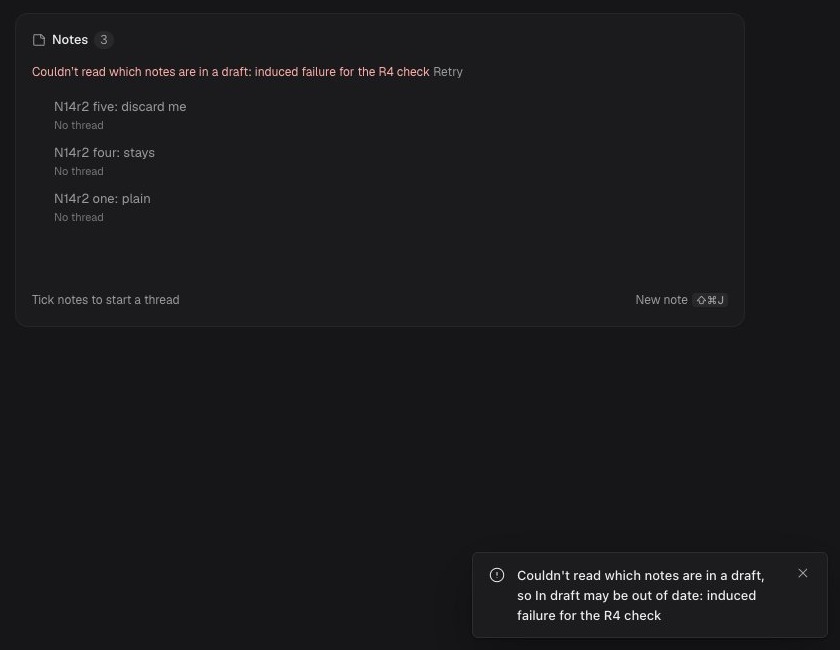 Notes 3
Couldn't read which notes are in a draft: induced failure for the R4 check Retry
N14r2 five: discard me
No thread
N14r2 four: stays
No thread
N14r2 one: plain
No thread
Tick notes to start a thread
New note ⇧⌘J
Couldn't read which notes are in a draft,
so In draft may be out of date: induced
failure for the R4 check